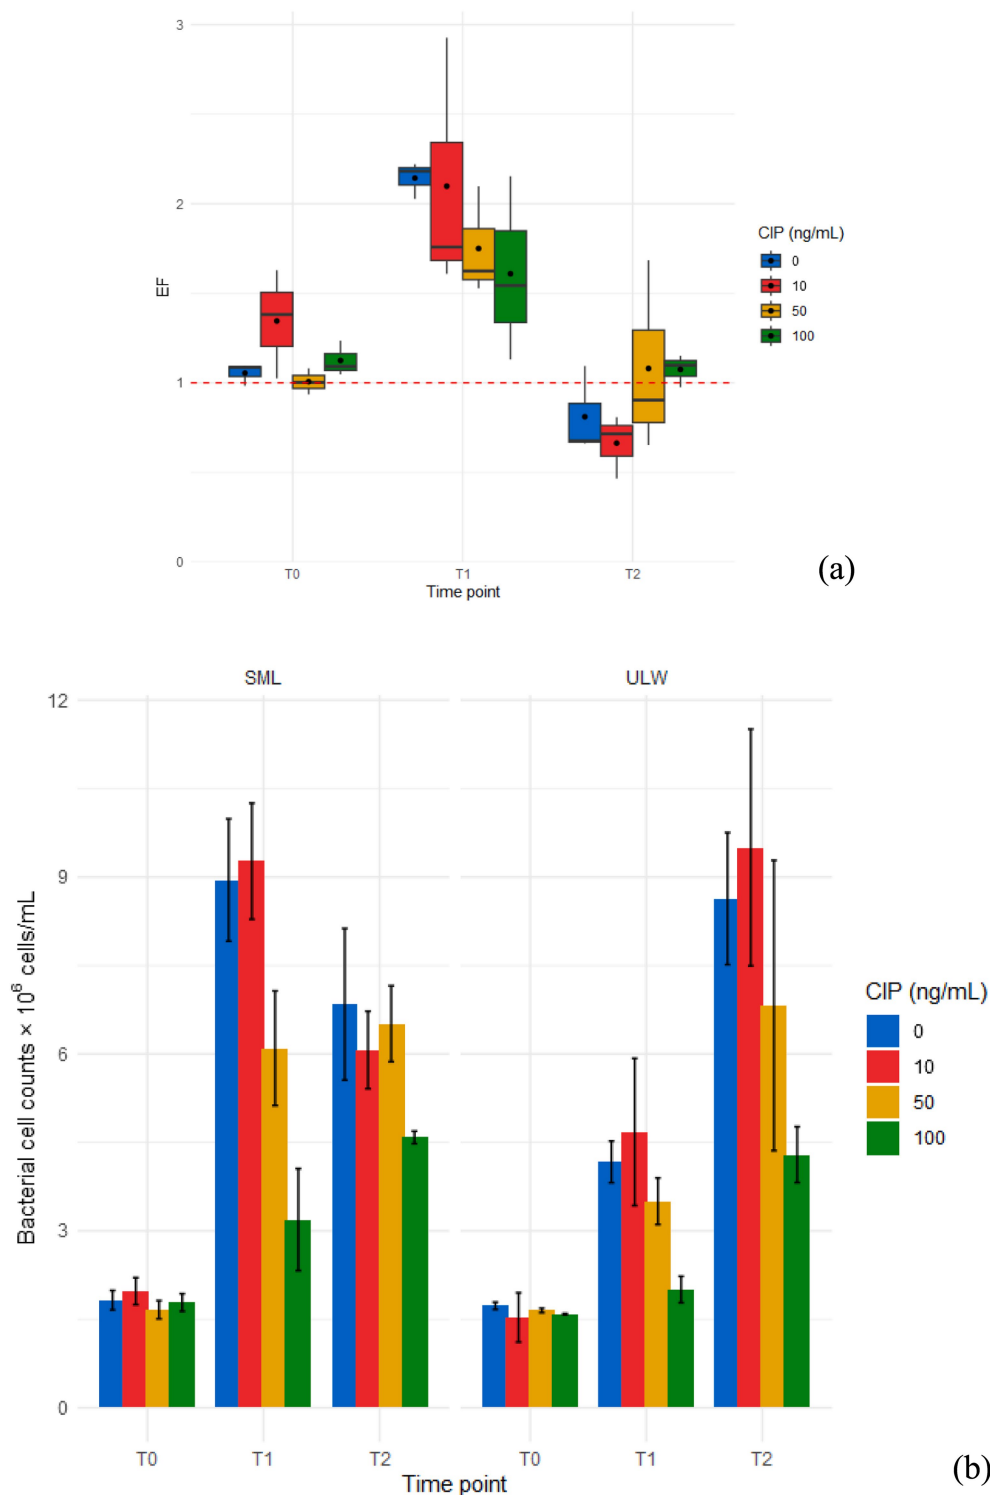 3
2
1
0
EF
T0 T1 T2
Time point
CIP (ng/mL)
0
10
50
100
(a)
SML ULW
12
9
6
3
0
Bacterial cell counts × 10⁶ cells/mL
T0 T1 T2 T0 T1 T2
Time point
CIP (ng/mL)
0
10
50
100
(b)